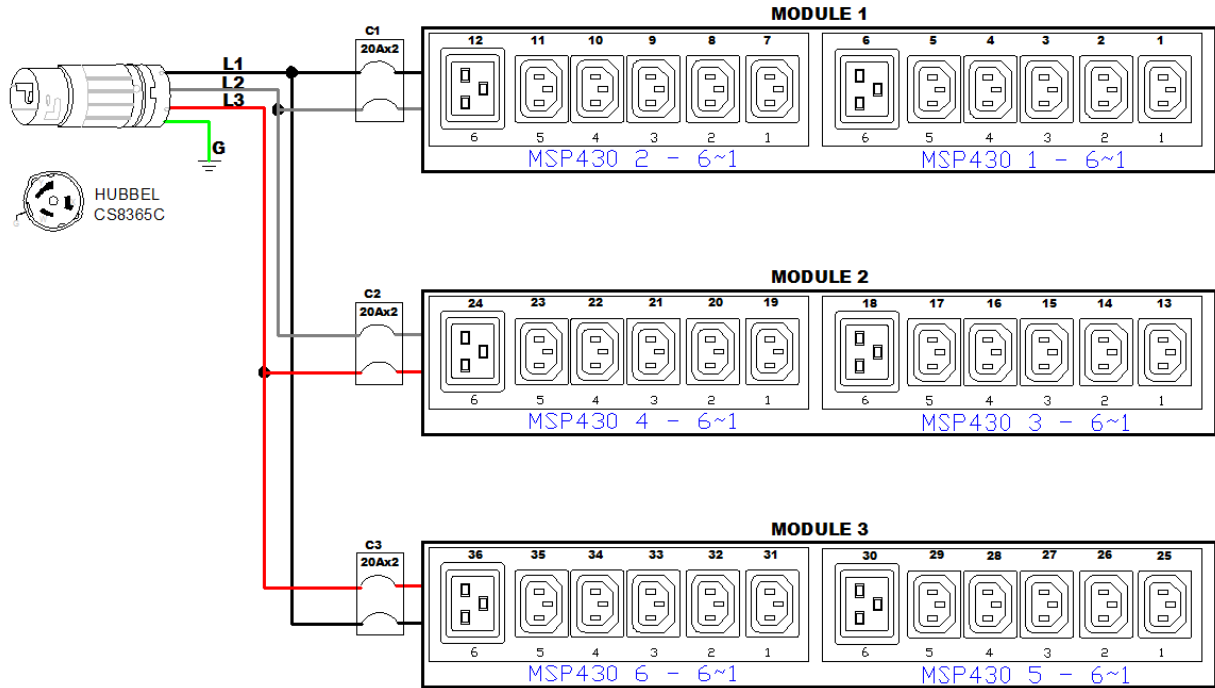 MODULE 1
C1
20Ax2
12 11 10 9 8 7 6 5 4 3 2 1
L1
L2
L3
G
6 5 4 3 2 1 6 5 4 3 2 1
MSP430 2 - 6~1 MSP430 1 - 6~1
HUBBEL
CS8365C
MODULE 2
C2
20Ax2
24 23 22 21 20 19 18 17 16 15 14 13
6 5 4 3 2 1 6 5 4 3 2 1
MSP430 4 - 6~1 MSP430 3 - 6~1
MODULE 3
C3
20Ax2
36 35 34 33 32 31 30 29 28 27 26 25
6 5 4 3 2 1 6 5 4 3 2 1
MSP430 6 - 6~1 MSP430 5 - 6~1